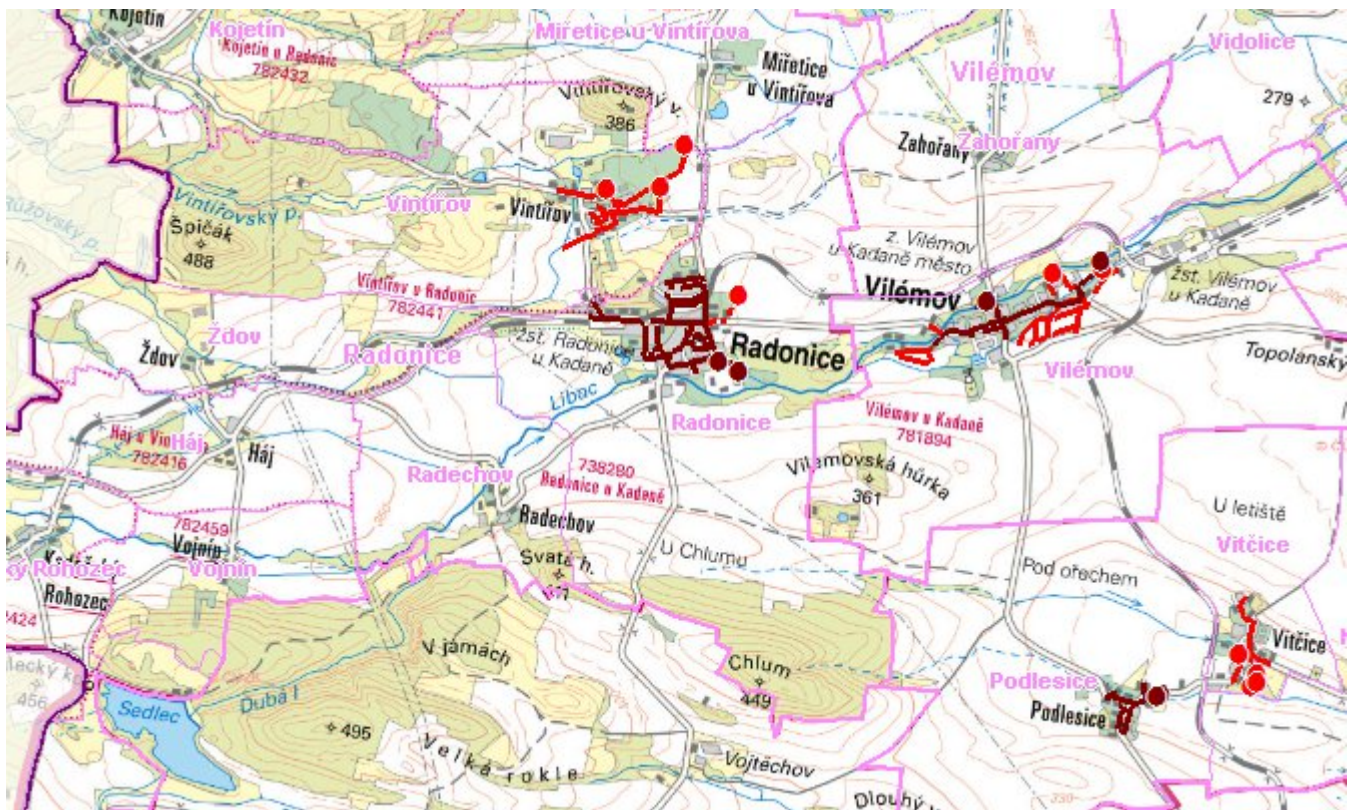 Kojetín
Kojetín
Kojetín u Radonic
782432
Miřetice u Vintířova
Miřetice
u Vintířova
Vidolice
Vilémov
279
Vintířovský v.
386
Zahořany
Zahořany
Růžovský p.
Vintířovský p.
Vintířov
Vintířov
Špičák
488
z. Vilémov
u Kadaně město
Vilémov
žst. Vilémov
u Kadaně
Vintířov u Radonic
782441
Ždov
Ždov
Radonice
žst. Radonice
u Kadaně
Radonice
Topolanský
Vilémov
Liboc
Radonice
Vilémov u Kadaně
781894
Háj
782416
Háj
Radechov
738280
Radonice u Kadaně
Vilémovská hůrka
361
U letiště
782459
Vojnín
Vojnín
Radechov
U Chlumu
Svatá h.
Vitčice
Pod ořechem
Rohozec
Rohozec
V jámách
Chlum
449
Vitčice
456
Sedlec
Dubá I
495
Podlesice
Podlesice
Velká rokle
Vojtěchov
Dlouhý
330